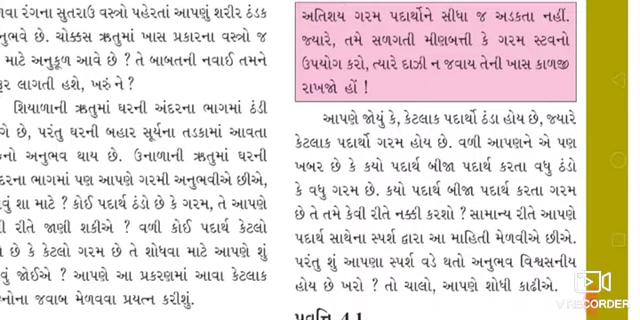 રંગના સુતરાઉ વસ્ત્રો પહેરતાં આપણું શરીર ઠંડક
છે. ચોક્કસ ઋતુમાં ખાસ પ્રકારના વસ્ત્રો જ
માટે અનુકૂળ આવે છે ? તે બાબતની નવાઈ તમને
લાગતી હશે, ખરું ને ?
શિયાળાની ઋતુમાં ઘરની અંદરના ભાગમાં ઠંડી
છે, પરંતુ ઘરની બહાર સૂર્યના તડકામાં આવતા
અનુભવ થાય છે. ઉનાળાની ઋતુમાં ઘરની
ભાગમાં પણ આપણે ગરમી અનુભવીએ છીએ,
શા માટે ? કોઈ પદાર્થ ઠંડો છે કે ગરમ, તે આપણે
રીતે જાણી શકીએ ? વળી કોઈ પદાર્થ કેટલો
છે કે કેટલો ગરમ છે તે શોધવા માટે આપણે શું
જોઈએ ? આપણે આ પ્રકરણમાં આવા કેટલાક
જવાબ મેળવવા પ્રયત્ન કરીશું.
અતિશય ગરમ પદાર્થોને સીધા જ અડકતા નહીં.
જ્યારે, તમે સળગતી મીણબત્તી કે ગરમ સ્ટવનો
ઉપયોગ કરો, ત્યારે દાઝી ન જવાય તેની ખાસ કાળજી
રાખજો હોં !
આપણે જોયું કે, કેટલાક પદાર્થો ઠંડા હોય છે, જ્યારે
કેટલાક પદાર્થો ગરમ હોય છે. વળી આપણને એ પણ
ખબર છે કે કયો પદાર્થ બીજા પદાર્થ કરતા વધુ ઠંડો
કે વધુ ગરમ છે. કયો પદાર્થ બીજા પદાર્થ કરતા ગરમ
છે તે તમે કેવી રીતે નક્કી કરશો ? સામાન્ય રીતે આપણે
પદાર્થ સાથેના સ્પર્શ દ્વારા આ માહિતી મેળવીએ છીએ.
પરંતુ શું આપણા સ્પર્શ વડે થતો અનુભવ વિશ્વસનીય
હોય છે ખરો ? તો ચાલો, આપણે શોધી કાઢીએ.
પ્રવૃત્તિ 4.1
V RECORDER